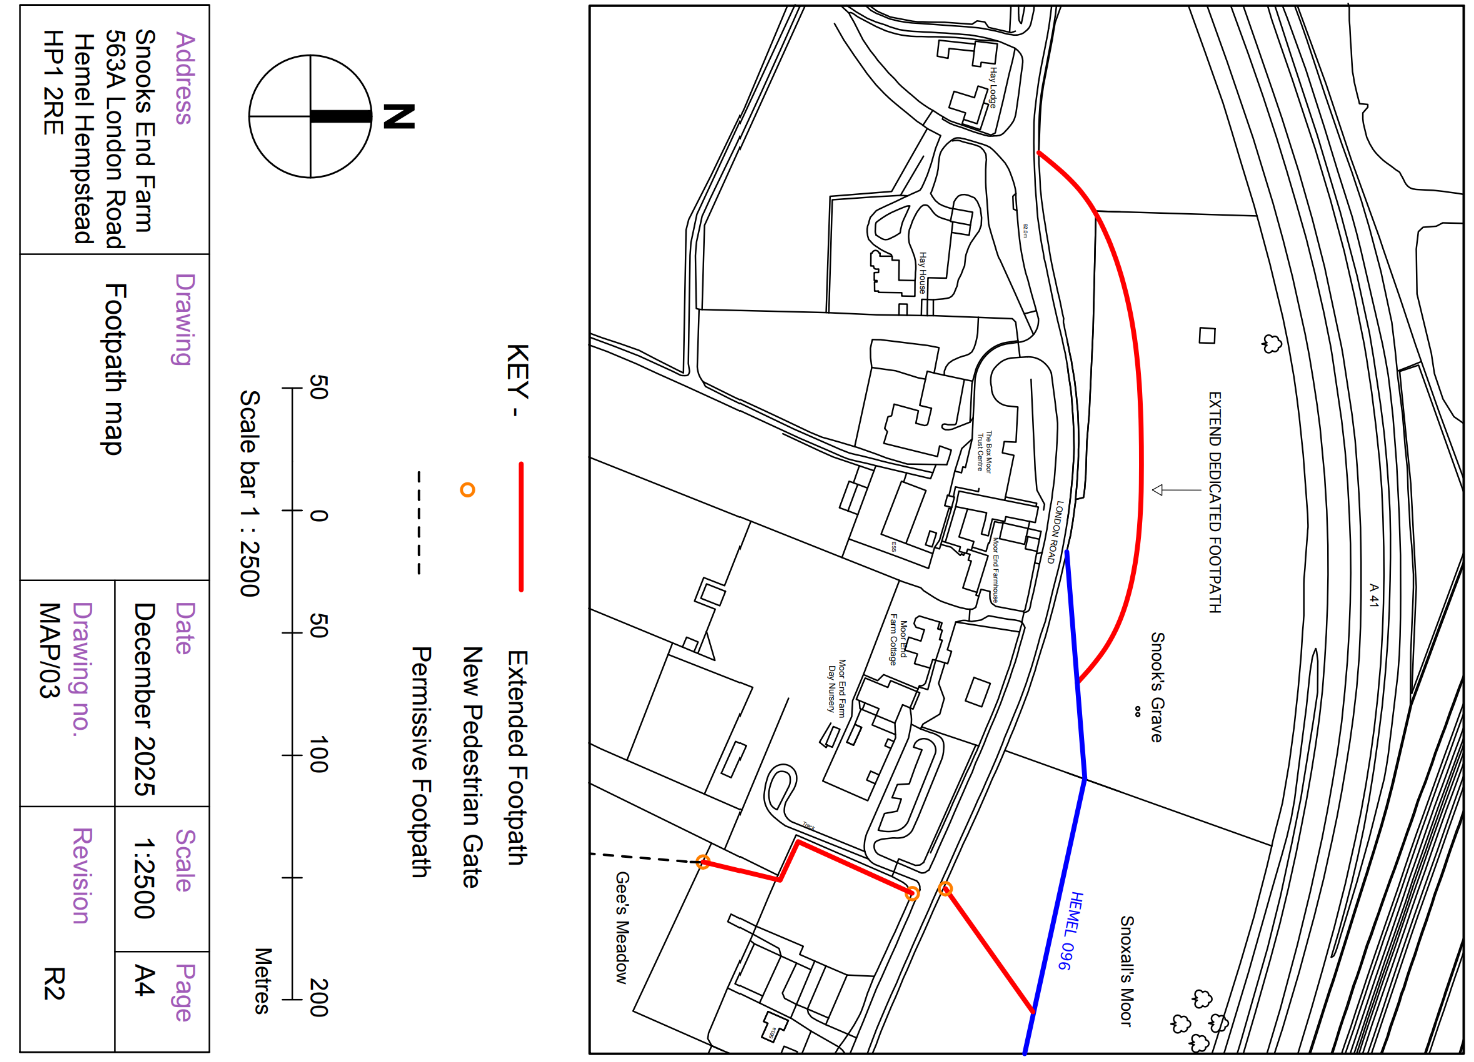 Address
Snooks End Farm
563A London Road
Hemel Hempstead
HP1 2RE
Drawing
Footpath map
Date
December 2025
Scale
1:2500
Page
A4
Drawing no.
MAP/03
Revision
R2
N
50
0
50
100
200
Metres
Scale bar 1 : 2500
KEY -
Extended Footpath
New Pedestrian Gate
Permissive Footpath
Hay Lodge
Hay House
The Box Moor
Trust Centre
LONDON ROAD
Moor End Farmhouse
Moor End
Farm Cottage
Moor End Farm
Day Nursery
Track
Gee's Meadow
EXTEND DEDICATED FOOTPATH
A 41
Snook's Grave
HEMEL 096
Snoxall's Moor